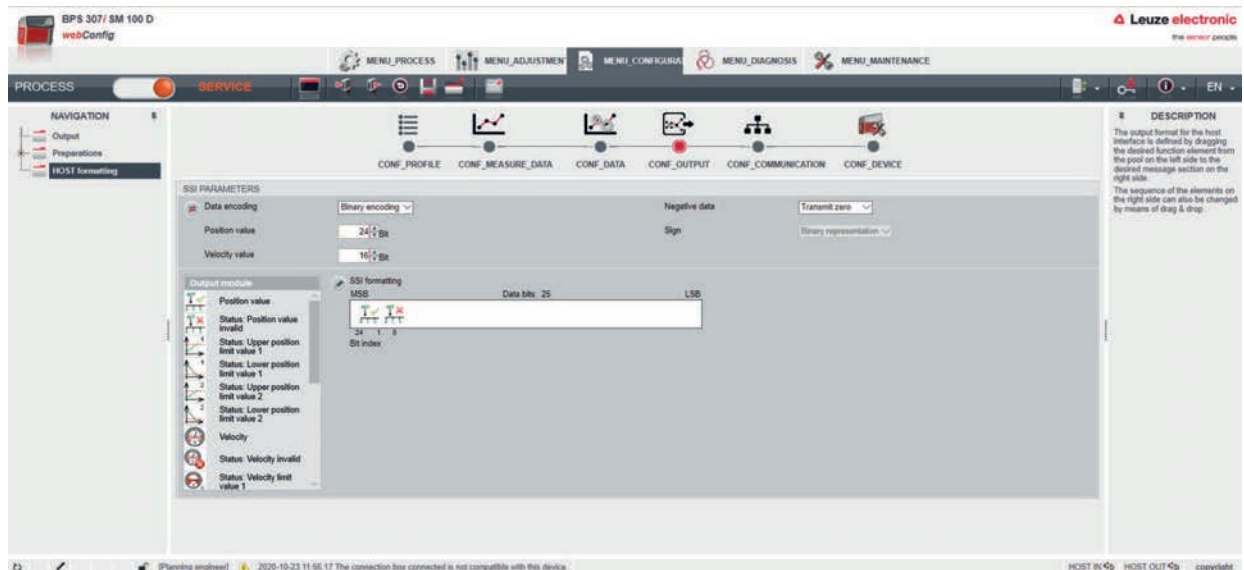 BPS 307i SM 100 D
webConfig
Leuze electronic
the sensor people
MENU_PROCESS
MENU_ADJUSTMEN
MENU_CONFIGURA
MENU_DIAGNOSIS
MENU_MAINTENANCE
PROCESS
SERVICE
EN
NAVIGATION
Output
Preparations
HOST formatting
CONF_PROFILE
CONF_MEASURE_DATA
CONF_DATA
CONF_OUTPUT
CONF_COMMUNICATION
CONF_DEVICE
SSI PARAMETERS
Data encoding
Binary encoding
Negative data
Transmit zero
Position value
24 Bit
Sign
Binary representation
Velocity value
16 Bit
Output module
Position value
Status: Position value
invalid
Status: Upper position
limit value 1
Status: Lower position
limit value 1
Status: Upper position
limit value 2
Status: Lower position
limit value 2
Velocity
Status: Velocity invalid
Status: Velocity limit
value 1
SSI formatting
MSB
Data bits: 25
LSB
24 1 0
Bit index
DESCRIPTION
The output format for the host
interface is defined by dragging
the desired function element from
the pool on the left side to the
desired message section on the
right side.
The sequence of the elements on
the right side can also be changed
by means of drag & drop.
[Planning engineer]
2020-10-23 11:56:17 The connection box connected is not compatible with this device.
HOST IN
HOST OUT
copyright